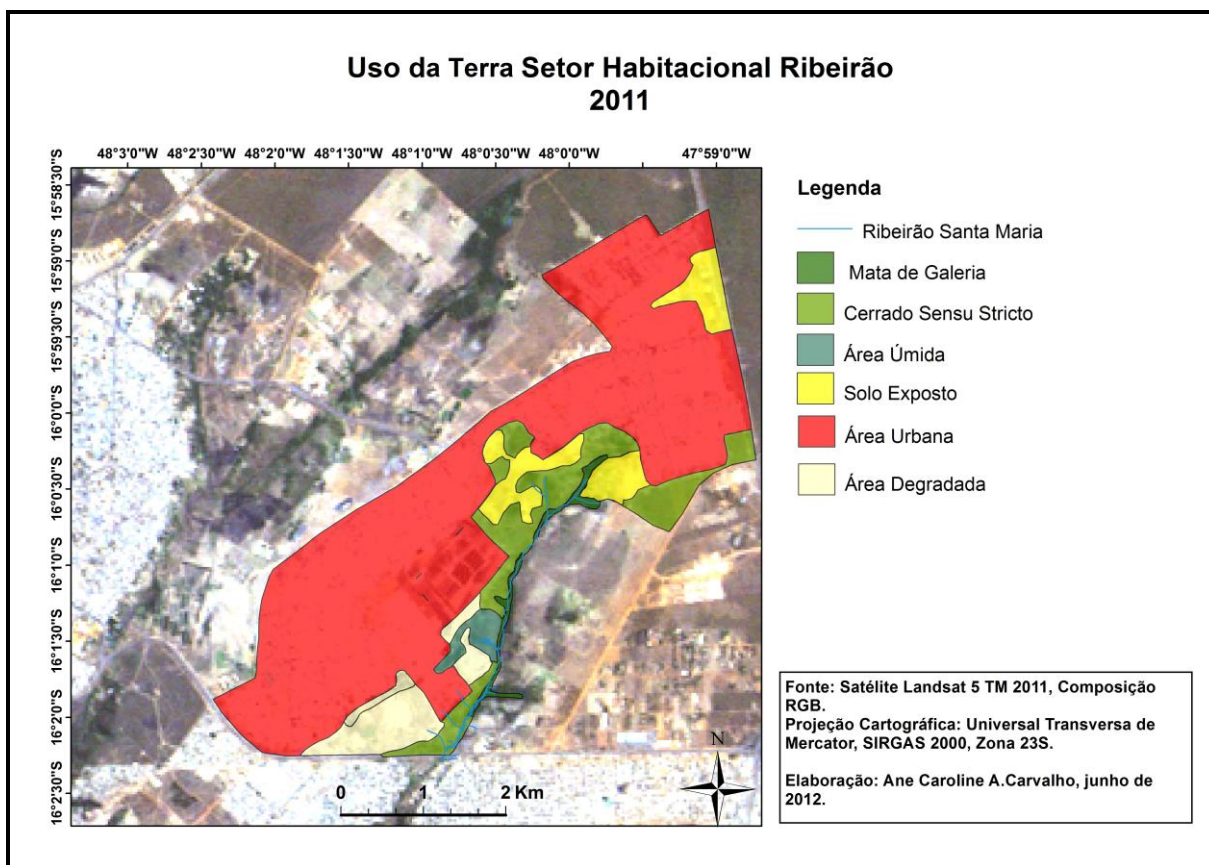 Uso da Terra Setor Habitacional Ribeirão
2011
48°3'0"W 48°2'30"W 48°2'0"W 48°1'30"W 48°1'0"W 48°0'30"W 48°0'0"W 47°59'0"W
15°58'30"S
15°59'0"S
15°59'30"S
16°0'0"S
16°0'30"S
16°1'0"S
16°1'30"S
16°2'0"S
16°2'30"S
Legenda
Ribeirão Santa Maria
Mata de Galeria
Cerrado Sensu Stricto
Área Úmida
Solo Exposto
Área Urbana
Área Degradada
N
0 1 2 Km
Fonte: Satélite Landsat 5 TM 2011, Composição
RGB.
Projeção Cartográfica: Universal Transversa de
Mercator, SIRGAS 2000, Zona 23S.
Elaboração: Ane Caroline A.Carvalho, junho de
2012.